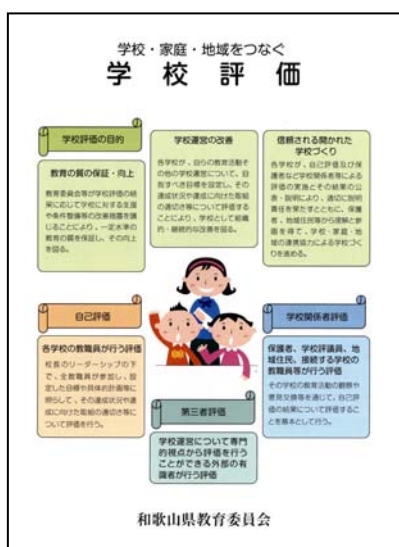 学校・家庭・地域をつなぐ
学校評価
学校評価の目的
教育の質の保証・向上
教育委員会等が学校評価の結
果に応じて学校に対する支援
や条件整備等の改善措置を講
じることにより、一定水準の
教育の質を保証し、その向上
を図る。
学校運営の改善
各学校が、自らの教育活動そ
の他の学校運営について、目
指すべき目標を設定し、その
達成状況や達成に向けた取組
の適切さ等について評価する
ことにより、学校として組織
的・継続的な改善を図る。
信頼される開かれた
学校づくり
各学校が、自己評価及び保護
者など学校関係者等による
評価の実施とその結果の公
表・説明により、適切に説明
責任を果たすとともに、保護
者、地域住民等から理解と参
画を得て、学校・家庭・地域
の連携協力による学校づく
りを進める。
自己評価
各学校の教職員が行う評価
校長のリーダーシップの下
で、全教職員が参加し、設
定した目標や具体的計画等に
照らして、その達成状況や達
成に向けた取組の適切さ等に
ついて評価を行う。
学校関係者評価
保護者、学校評議員、地
域住民、接続する学校の
教職員等が行う評価
その学校の教育活動の観察や
意見交換等を通じて、自己評
価の結果について評価するこ
とを基本として行う。
第三者評価
学校運営について専門
的視点から評価を行う
ことができる外部の有
識者が行う評価
和歌山県教育委員会